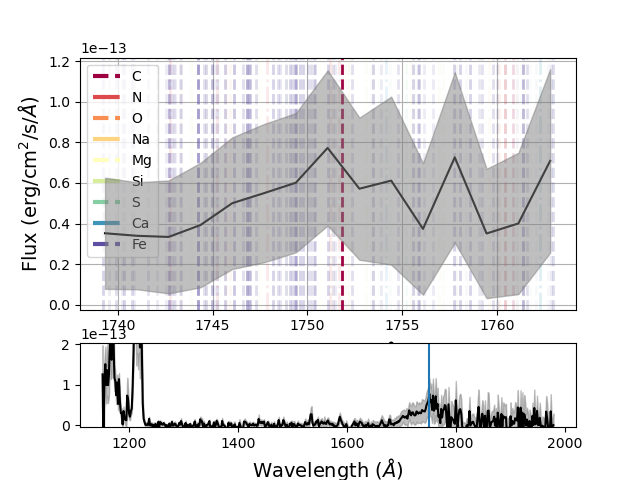 1e−13
Flux (erg/cm²/s/Å)
1.2
1.0
0.8
0.6
0.4
0.2
0.0
C
N
O
Na
Mg
Si
S
Ca
Fe
1740 1745 1750 1755 1760
1e−13
2
1
0
1200 1400 1600 1800 2000
Wavelength (Å)